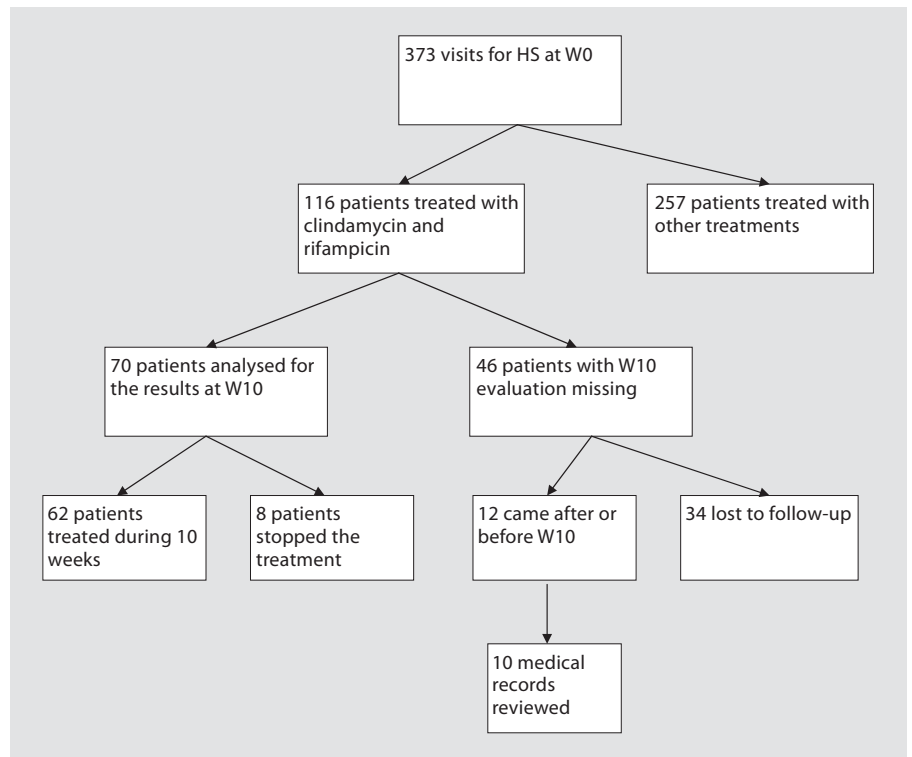 373 visits for HS at W0
116 patients treated with
clindamycin and
rifampicin
257 patients treated with
other treatments
70 patients analysed for
the results at W10
46 patients with W10
evaluation missing
62 patients
treated during 10
weeks
8 patients
stopped the
treatment
12 came after or
before W10
34 lost to follow-up
10 medical
records
reviewed